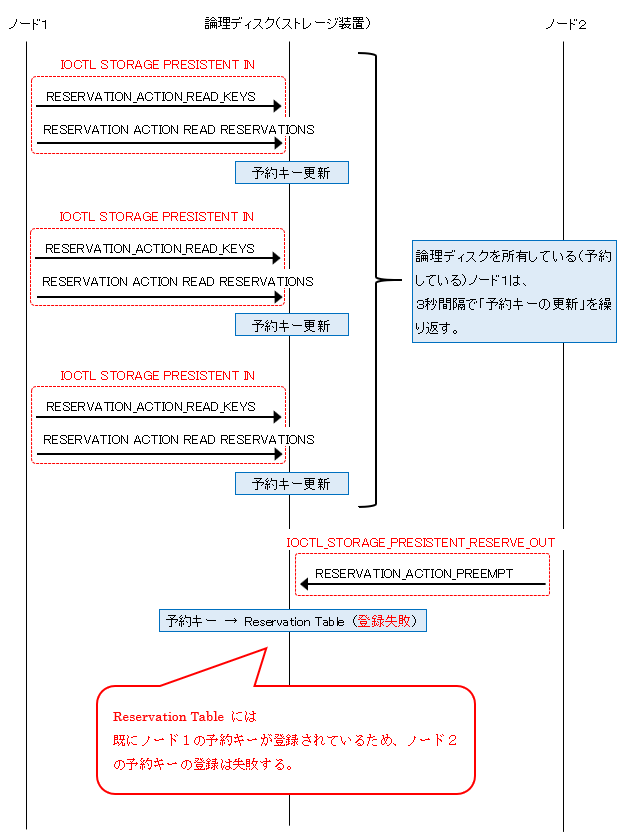 ノード1
論理ディスク(ストレージ装置)
ノード2
IOCTL STORAGE PRESISTENT IN
RESERVATION_ACTION_READ_KEYS
RESERVATION ACTION READ RESERVATIONS
予約キー更新
IOCTL STORAGE PRESISTENT IN
RESERVATION_ACTION_READ_KEYS
RESERVATION ACTION READ RESERVATIONS
予約キー更新
論理ディスクを所有している(予約
している)ノード1は、
3秒間隔で「予約キーの更新」を繰
り返す。
IOCTL STORAGE PRESISTENT IN
RESERVATION_ACTION_READ_KEYS
RESERVATION ACTION READ RESERVATIONS
予約キー更新
IOCTL_STORAGE_PRESISTENT_RESERVE_OUT
RESERVATION_ACTION_PREEMPT
予約キー → Reservation Table (登録失敗)
Reservation Table には
既にノード1の予約キーが登録されているため、ノード2
の予約キーの登録は失敗する。